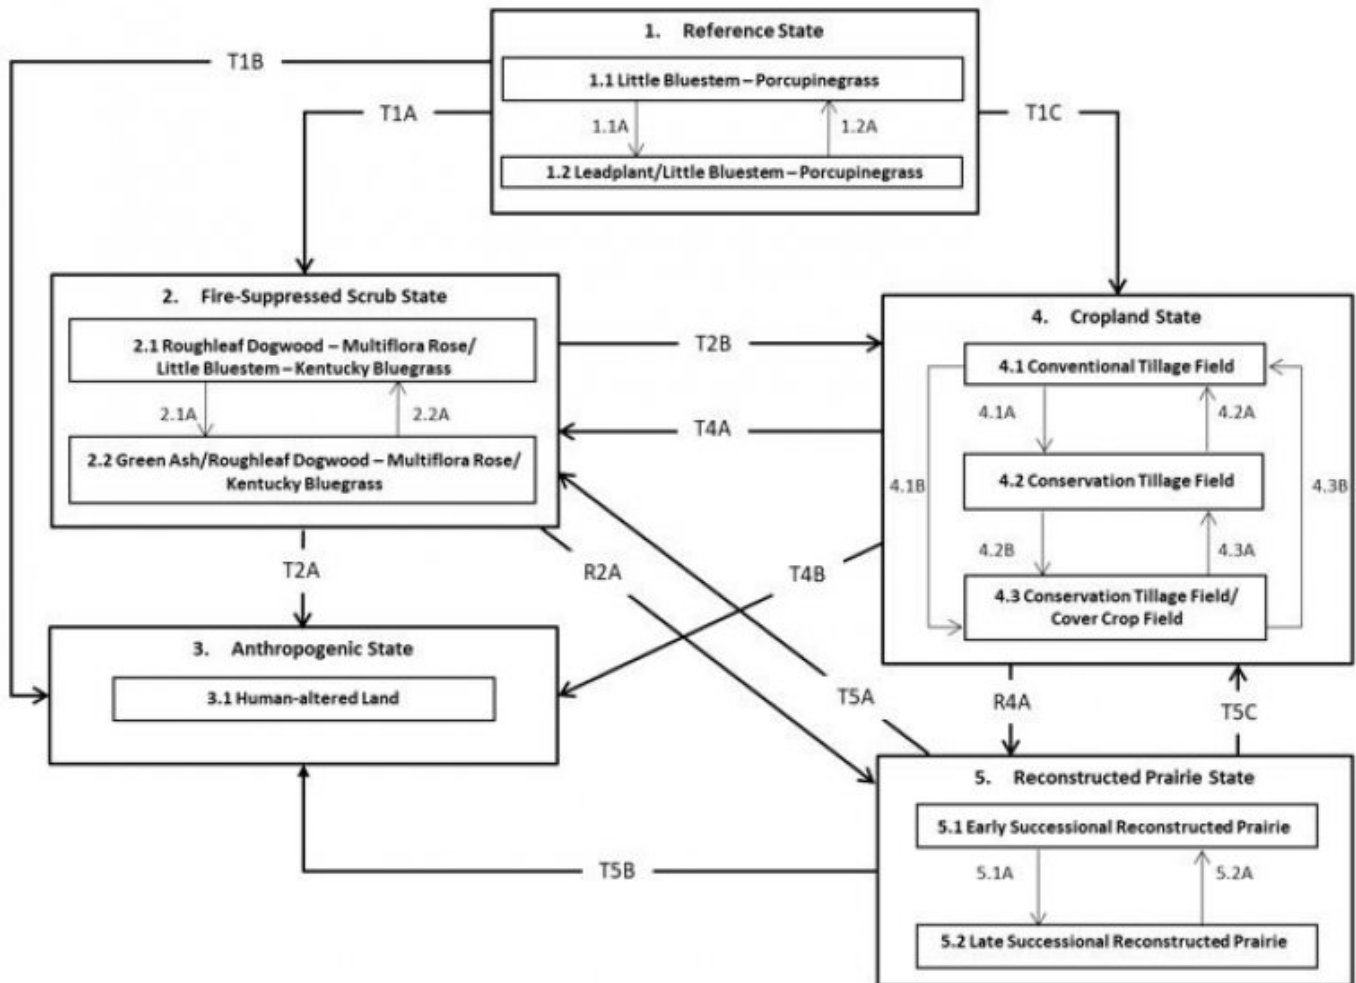 1. Reference State
T1B
1.1 Little Bluestem – Porcupinegrass
T1A
1.1A
1.2A
T1C
1.2 Leadplant/Little Bluestem – Porcupinegrass
2. Fire-Suppressed Scrub State
2.1 Roughleaf Dogwood – Multiflora Rose/
Little Bluestem – Kentucky Bluegrass
2.1A
2.2A
2.2 Green Ash/Roughleaf Dogwood – Multiflora Rose/
Kentucky Bluegrass
T2B
T4A
4. Cropland State
4.1 Conventional Tillage Field
4.1A
4.2A
4.1B
4.2 Conservation Tillage Field
4.3B
4.2B
4.3A
4.3 Conservation Tillage Field/
Cover Crop Field
T2A
R2A
T4B
3. Anthropogenic State
3.1 Human-altered Land
T5A
R4A
T5C
5. Reconstructed Prairie State
5.1 Early Successional Reconstructed Prairie
T5B
5.1A
5.2A
5.2 Late Successional Reconstructed Prairie